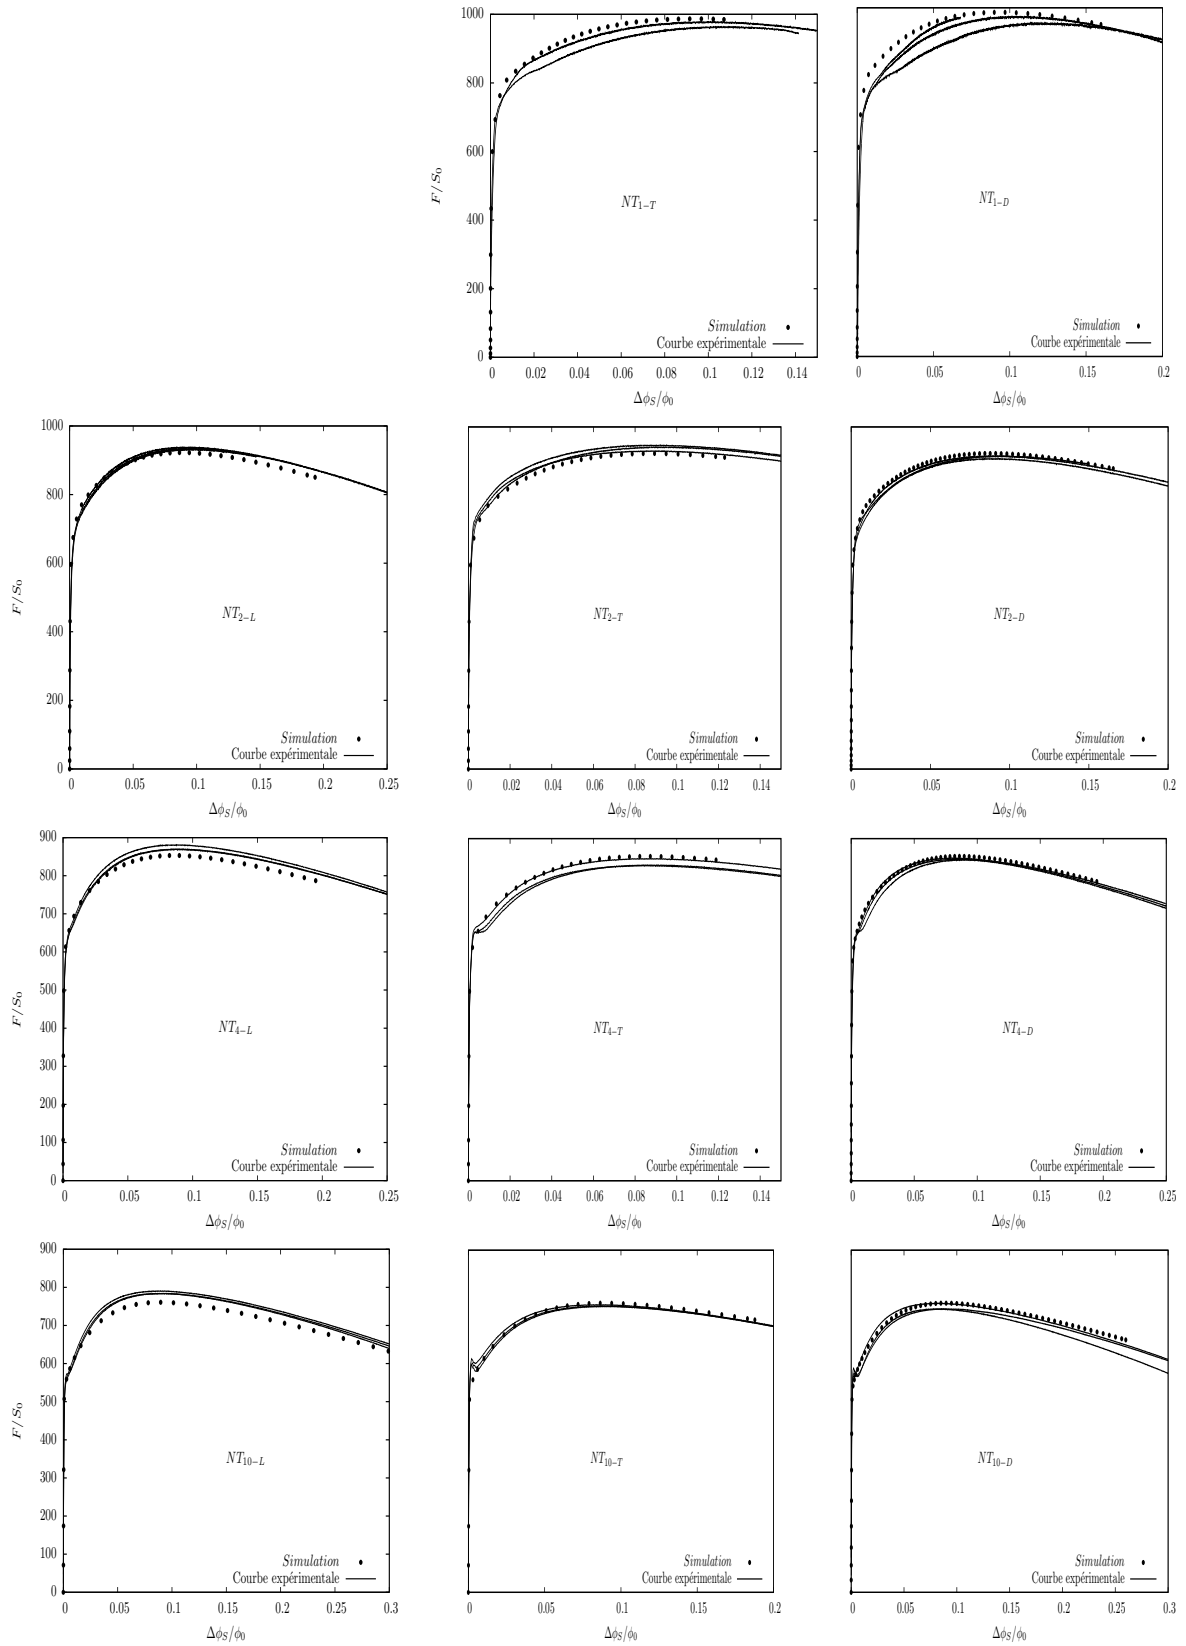 1000
800
600
400
200
0
F/S₀
NT₁₋T
Simulation
Courbe expérimentale
0 0.02 0.04 0.06 0.08 0.1 0.12 0.14
Δϕ_S/ϕ₀
NT₁₋D
Simulation
Courbe expérimentale
0 0.05 0.1 0.15 0.2
Δϕ_S/ϕ₀
1000
800
600
400
200
0
F/S₀
NT₂₋L
Simulation
Courbe expérimentale
0 0.05 0.1 0.15 0.2 0.25
Δϕ_S/ϕ₀
NT₂₋T
Simulation
Courbe expérimentale
0 0.02 0.04 0.06 0.08 0.1 0.12 0.14
Δϕ_S/ϕ₀
NT₂₋D
Simulation
Courbe expérimentale
0 0.05 0.1 0.15 0.2
Δϕ_S/ϕ₀
900
800
700
600
500
400
300
200
100
0
F/S₀
NT₄₋L
Simulation
Courbe expérimentale
0 0.05 0.1 0.15 0.2 0.25
Δϕ_S/ϕ₀
NT₄₋T
Simulation
Courbe expérimentale
0 0.02 0.04 0.06 0.08 0.1 0.12 0.14
Δϕ_S/ϕ₀
NT₄₋D
Simulation
Courbe expérimentale
0 0.05 0.1 0.15 0.2 0.25
Δϕ_S/ϕ₀
900
800
700
600
500
400
300
200
100
0
F/S₀
NT₁₀₋L
Simulation
Courbe expérimentale
0 0.05 0.1 0.15 0.2 0.25 0.3
Δϕ_S/ϕ₀
NT₁₀₋T
Simulation
Courbe expérimentale
0 0.05 0.1 0.15 0.2
Δϕ_S/ϕ₀
NT₁₀₋D
Simulation
Courbe expérimentale
0 0.05 0.1 0.15 0.2 0.25 0.3
Δϕ_S/ϕ₀